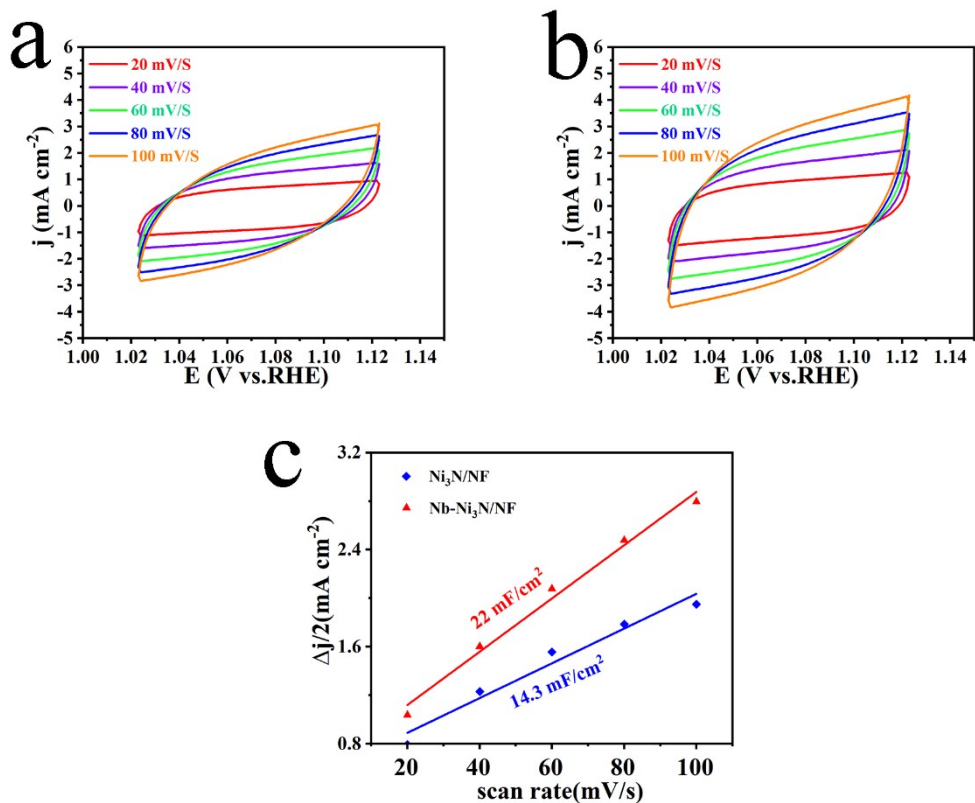 a
6
5
4
3
2
1
0
-1
-2
-3
-4
-5
j (mA cm⁻²)
20 mV/S
40 mV/S
60 mV/S
80 mV/S
100 mV/S
1.00 1.02 1.04 1.06 1.08 1.10 1.12 1.14
E (V vs.RHE)
b
6
5
4
3
2
1
0
-1
-2
-3
-4
-5
j (mA cm⁻²)
20 mV/S
40 mV/S
60 mV/S
80 mV/S
100 mV/S
1.00 1.02 1.04 1.06 1.08 1.10 1.12 1.14
E (V vs.RHE)
c
3.2
2.4
1.6
0.8
Δj/2(mA cm⁻²)
Ni₃N/NF
Nb-Ni₃N/NF
22 mF/cm²
14.3 mF/cm²
20 40 60 80 100
scan rate(mV/s)